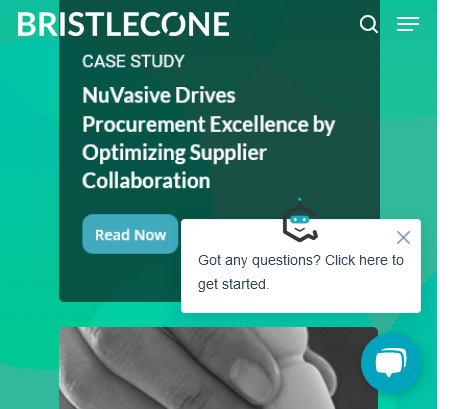 BRISTLECONE
CASE STUDY
NuVasive Drives
Procurement Excellence by
Optimizing Supplier
Collaboration
Read Now
Got any questions? Click here to
get started.